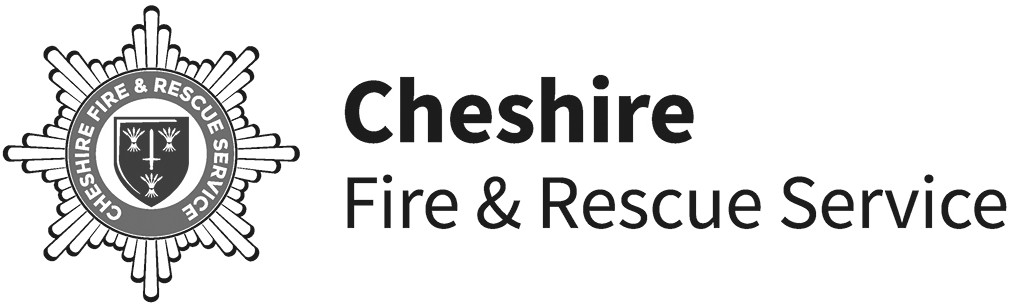 CHESHIRE FIRE & RESCUE SERVICE
Cheshire
Fire & Rescue Service